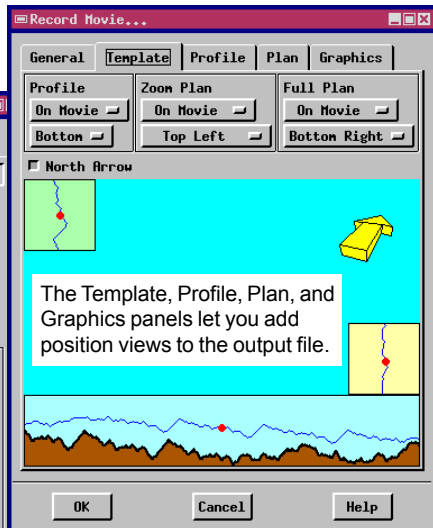 Record Movie...
General Template Profile Plan Graphics
Profile Zoom Plan Full Plan
On Movie On Movie On Movie
Bottom Top Left Bottom Right
North Arrow
The Template, Profile, Plan, and
Graphics panels let you add
position views to the output file.
OK Cancel Help